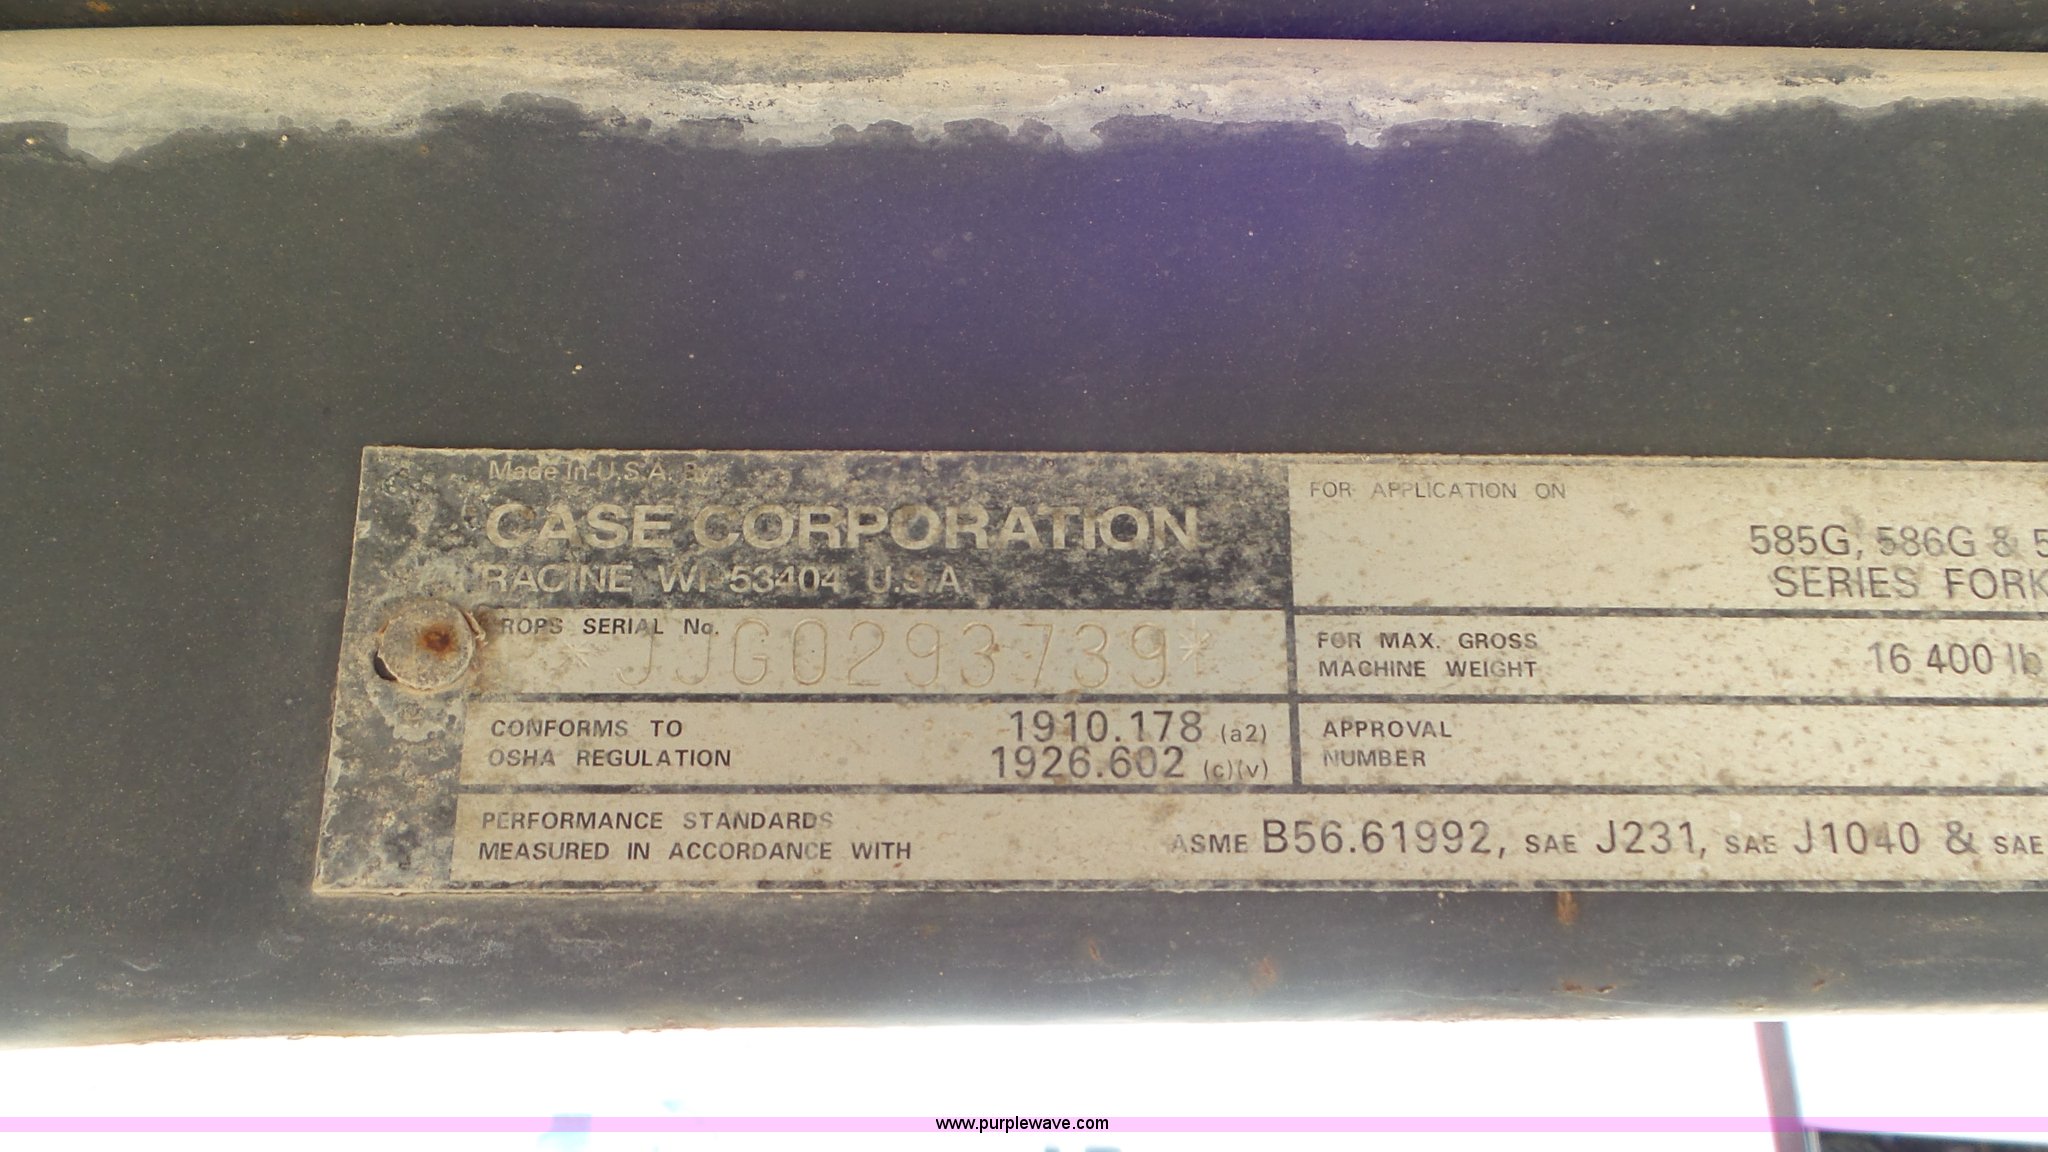 Made in U.S.A. By
CASE CORPORATION
RACINE WI 53404 U.S.A.
FOR APPLICATION ON
585G, 586G & 5
SERIES FORK
ROPS SERIAL No.
*JJG0293739*
FOR MAX. GROSS
MACHINE WEIGHT
16 400 lb
CONFORMS TO
OSHA REGULATION
1910.178 (a2)
1926.602 (c)(v)
APPROVAL
NUMBER
PERFORMANCE STANDARDS
MEASURED IN ACCORDANCE WITH
ASME B56.61992, SAE J231, SAE J1040 & SAE
www.purplewave.com